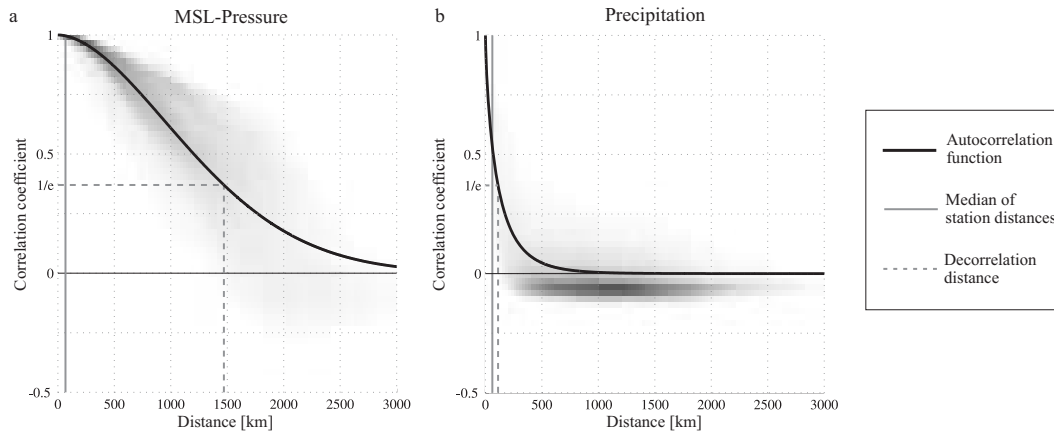 a
MSL-Pressure
1
0.5
1/e
0
-0.5
Correlation coefficient
0
500
1000
1500
2000
2500
3000
Distance [km]
b
Precipitation
1
0.5
1/e
0
-0.5
Correlation coefficient
0
500
1000
1500
2000
2500
3000
Distance [km]
Autocorrelation
function
Median of
station distances
Decorrelation
distance